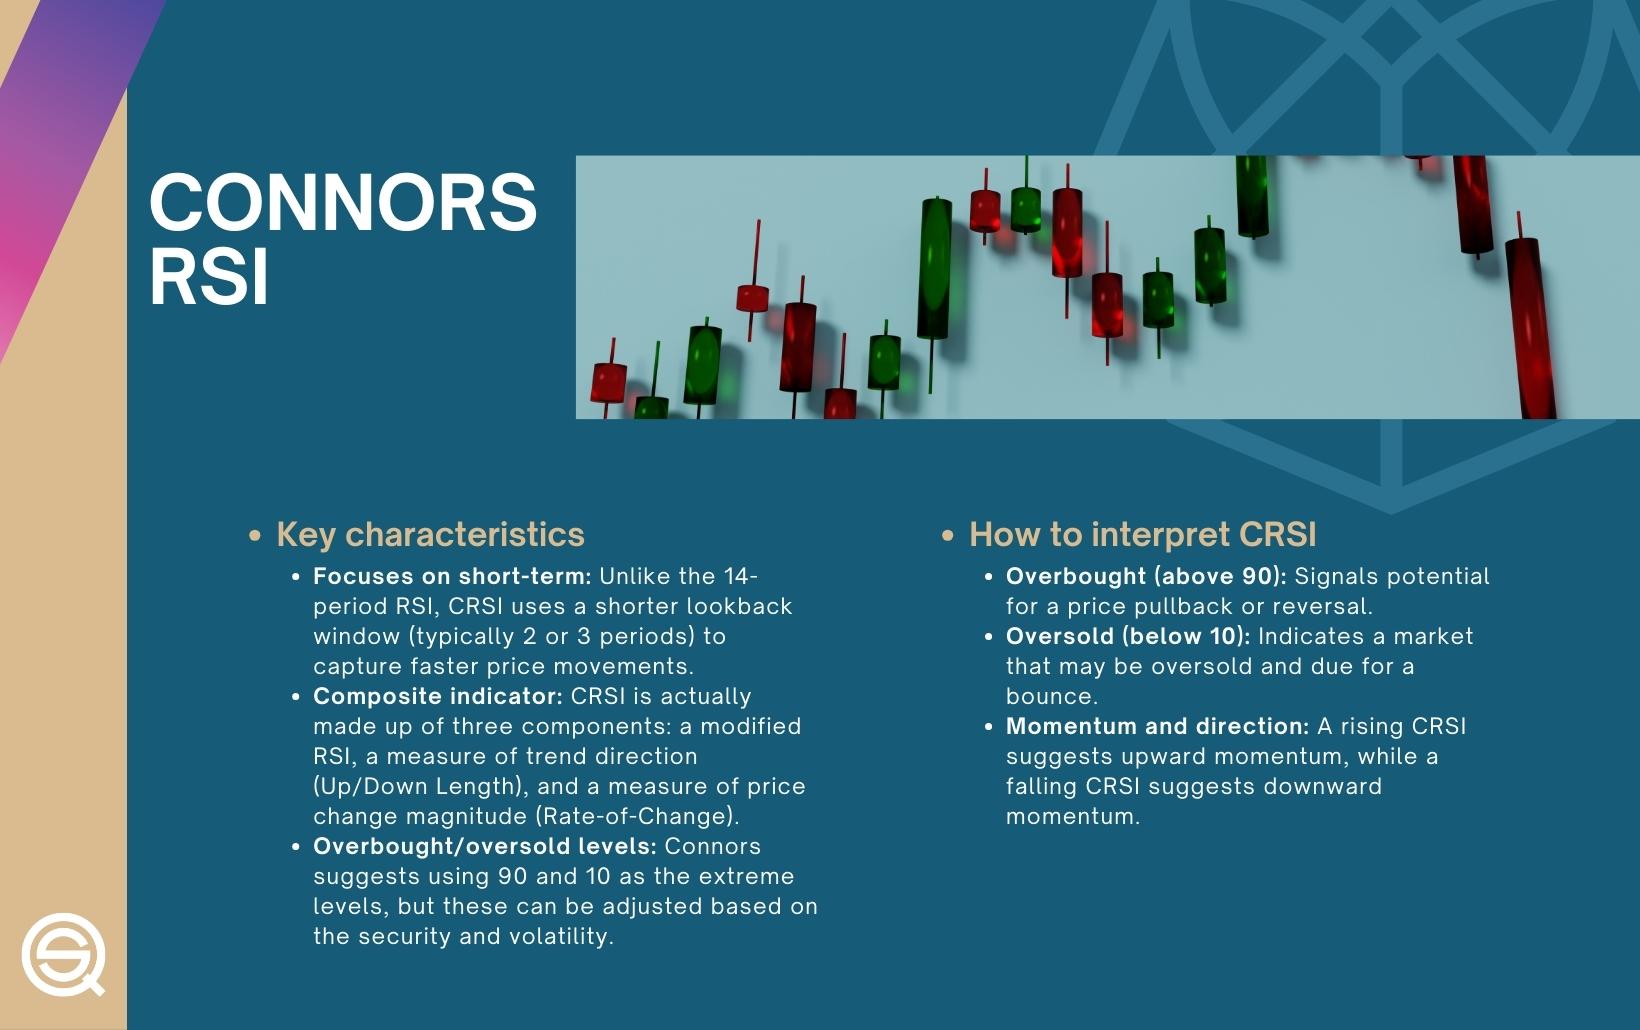 CONNORS
RSI
Key characteristics
Focuses on short-term: Unlike the 14-
period RSI, CRSI uses a shorter lookback
window (typically 2 or 3 periods) to
capture faster price movements.
Composite indicator: CRSI is actually
made up of three components: a modified
RSI, a measure of trend direction
(Up/Down Length), and a measure of price
change magnitude (Rate-of-Change).
Overbought/oversold levels: Connors
suggests using 90 and 10 as the extreme
levels, but these can be adjusted based on
the security and volatility.
How to interpret CRSI
Overbought (above 90): Signals potential
for a price pullback or reversal.
Oversold (below 10): Indicates a market
that may be oversold and due for a
bounce.
Momentum and direction: A rising CRSI
suggests upward momentum, while a
falling CRSI suggests downward
momentum.